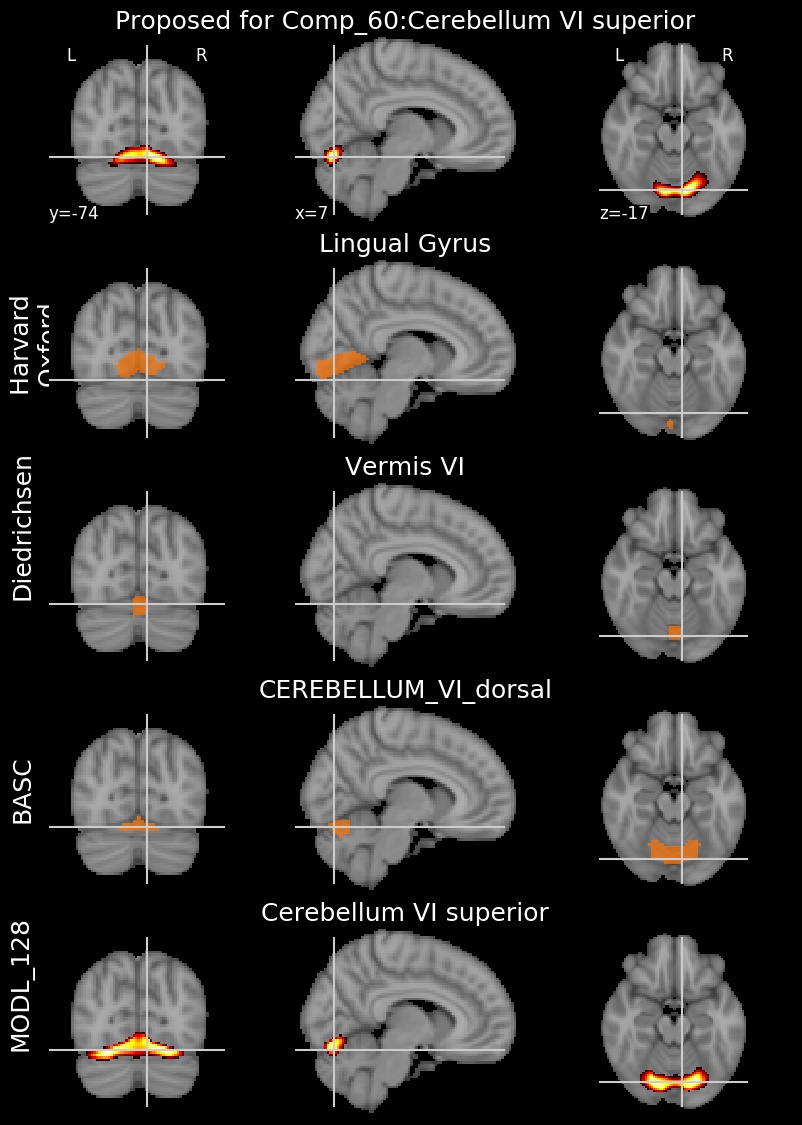 Proposed for Comp_60:Cerebellum VI superior
L R L R
y=-74 x=7 z=-17
Lingual Gyrus
Harvard
Oxford
Vermis VI
Diedrichsen
CEREBELLUM_VI_dorsal
BASC
Cerebellum VI superior
MODL_128